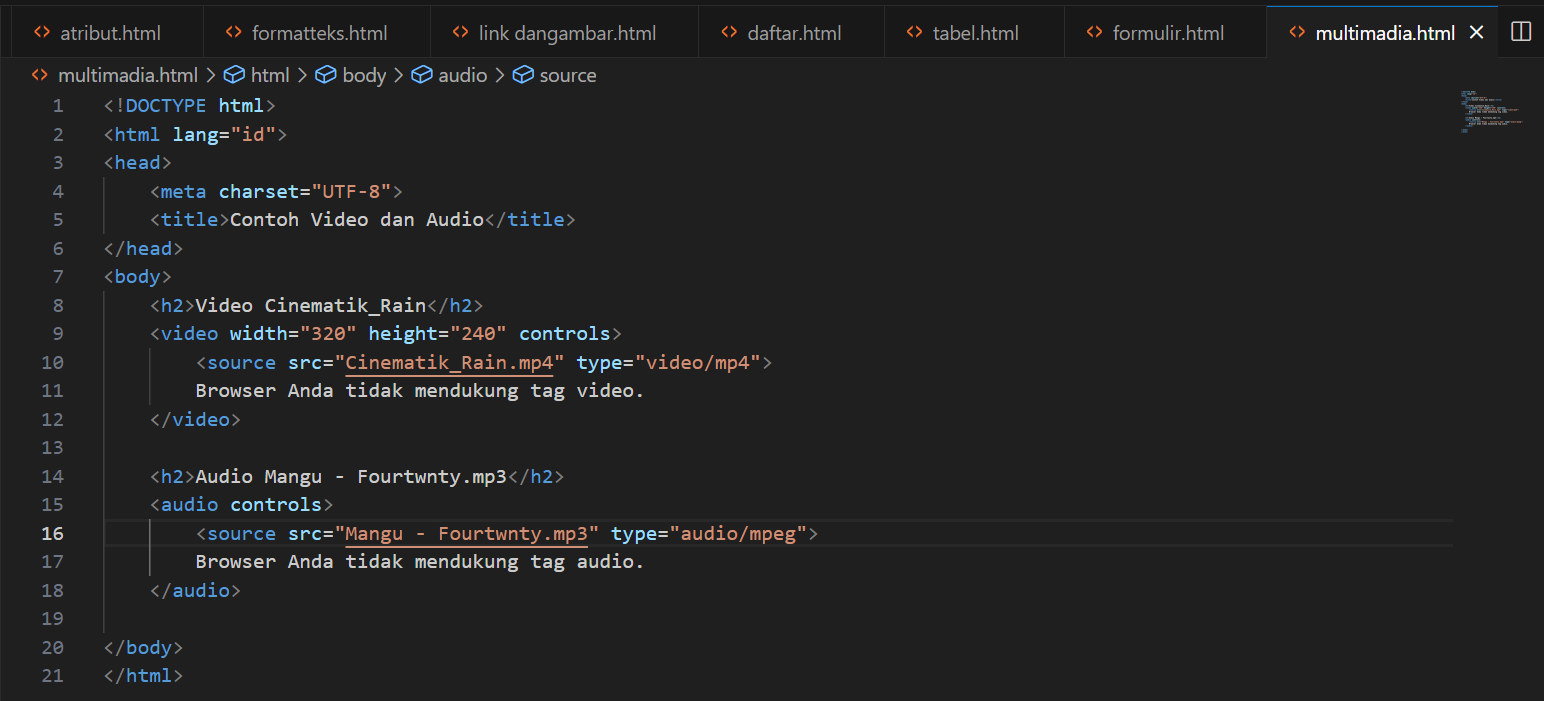 atribut.html formatteks.html link dangambar.html daftar.html tabel.html formulir.html multimadia.html
multimadia.html > html > body > audio > source
1 <!DOCTYPE html>
2 <html lang="id">
3 <head>
4 <meta charset="UTF-8">
5 <title>Contoh Video dan Audio</title>
6 </head>
7 <body>
8 <h2>Video Cinematik_Rain</h2>
9 <video width="320" height="240" controls>
10 <source src="Cinematik_Rain.mp4" type="video/mp4">
11 Browser Anda tidak mendukung tag video.
12 </video>
13
14 <h2>Audio Mangu - Fourtwnty.mp3</h2>
15 <audio controls>
16 <source src="Mangu - Fourtwnty.mp3" type="audio/mpeg">
17 Browser Anda tidak mendukung tag audio.
18 </audio>
19
20 </body>
21 </html>